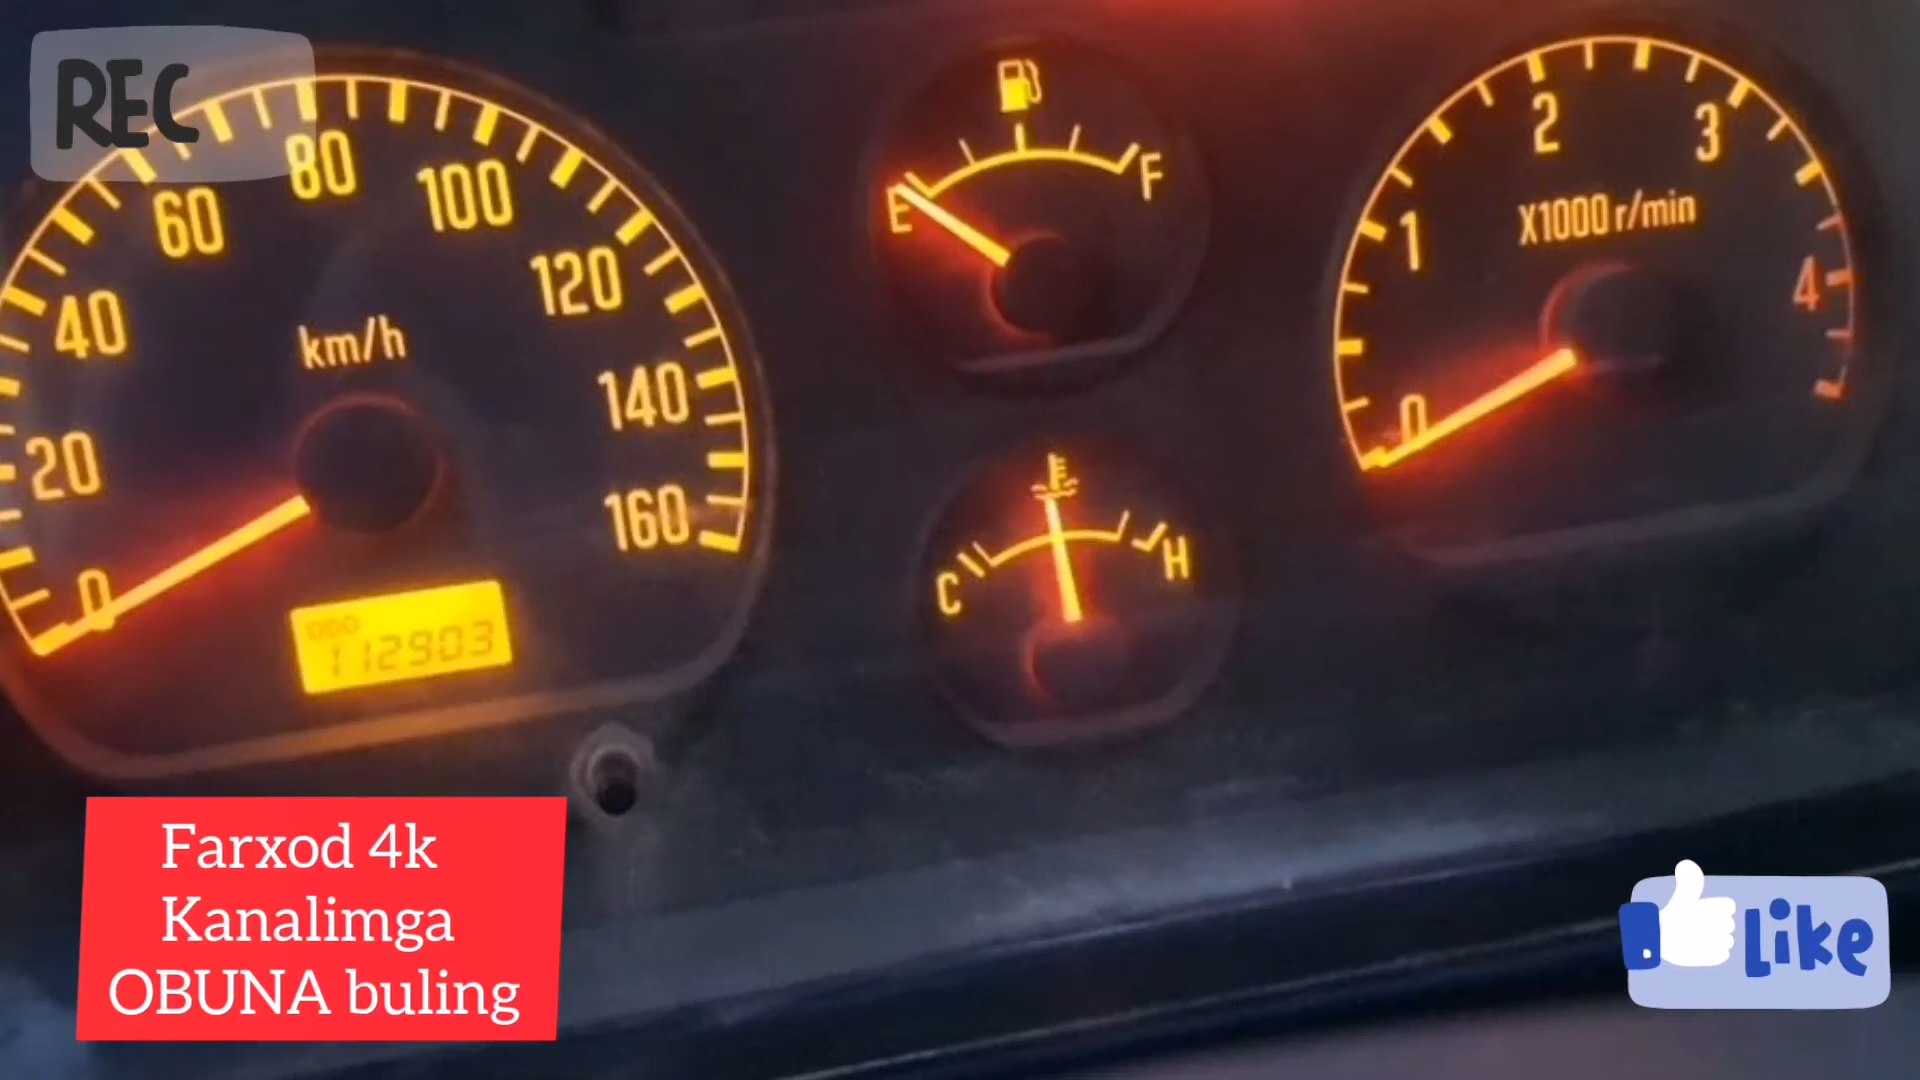 REC
80
60
100
40
120
km/h
140
20
160
0
ODO
112903
E
F
C
H
2
3
1
X1000 r/min
4
0
Farxod 4k
Kanalimga
OBUNA buling
Like